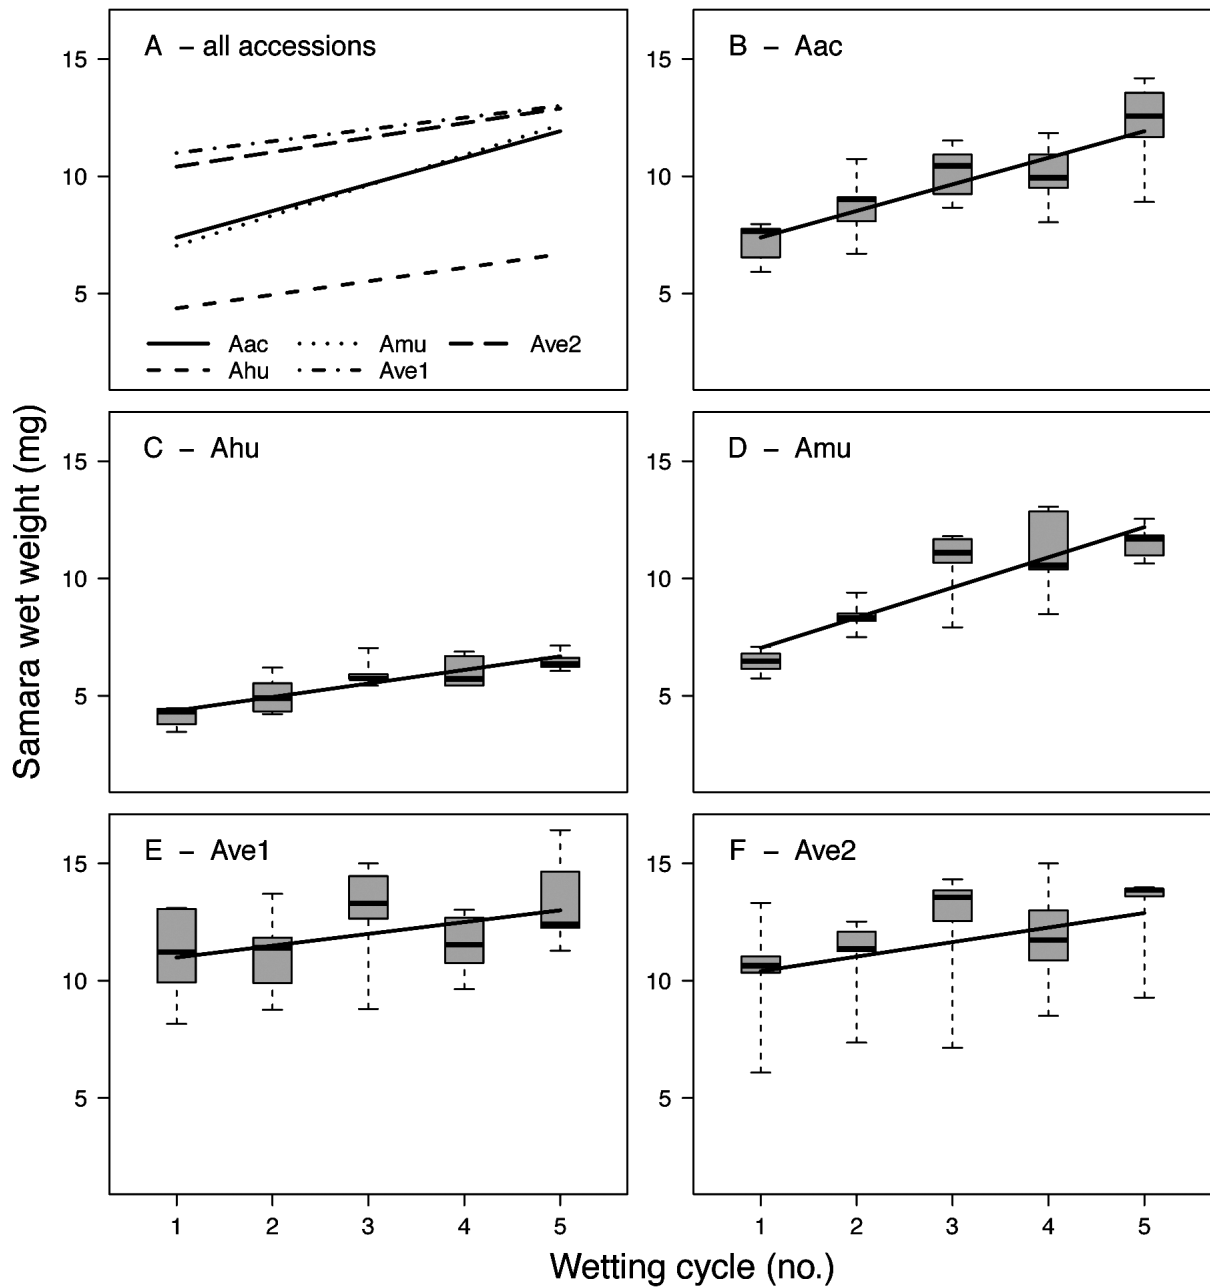 A – all accessions
15
10
5
Aac Amu Ave2
Ahu Ave1
B – Aac
15
10
5
C – Ahu
15
10
5
D – Amu
15
10
5
E – Ave1
15
10
5
1 2 3 4 5
F – Ave2
15
10
5
1 2 3 4 5
Samara wet weight (mg)
Wetting cycle (no.)